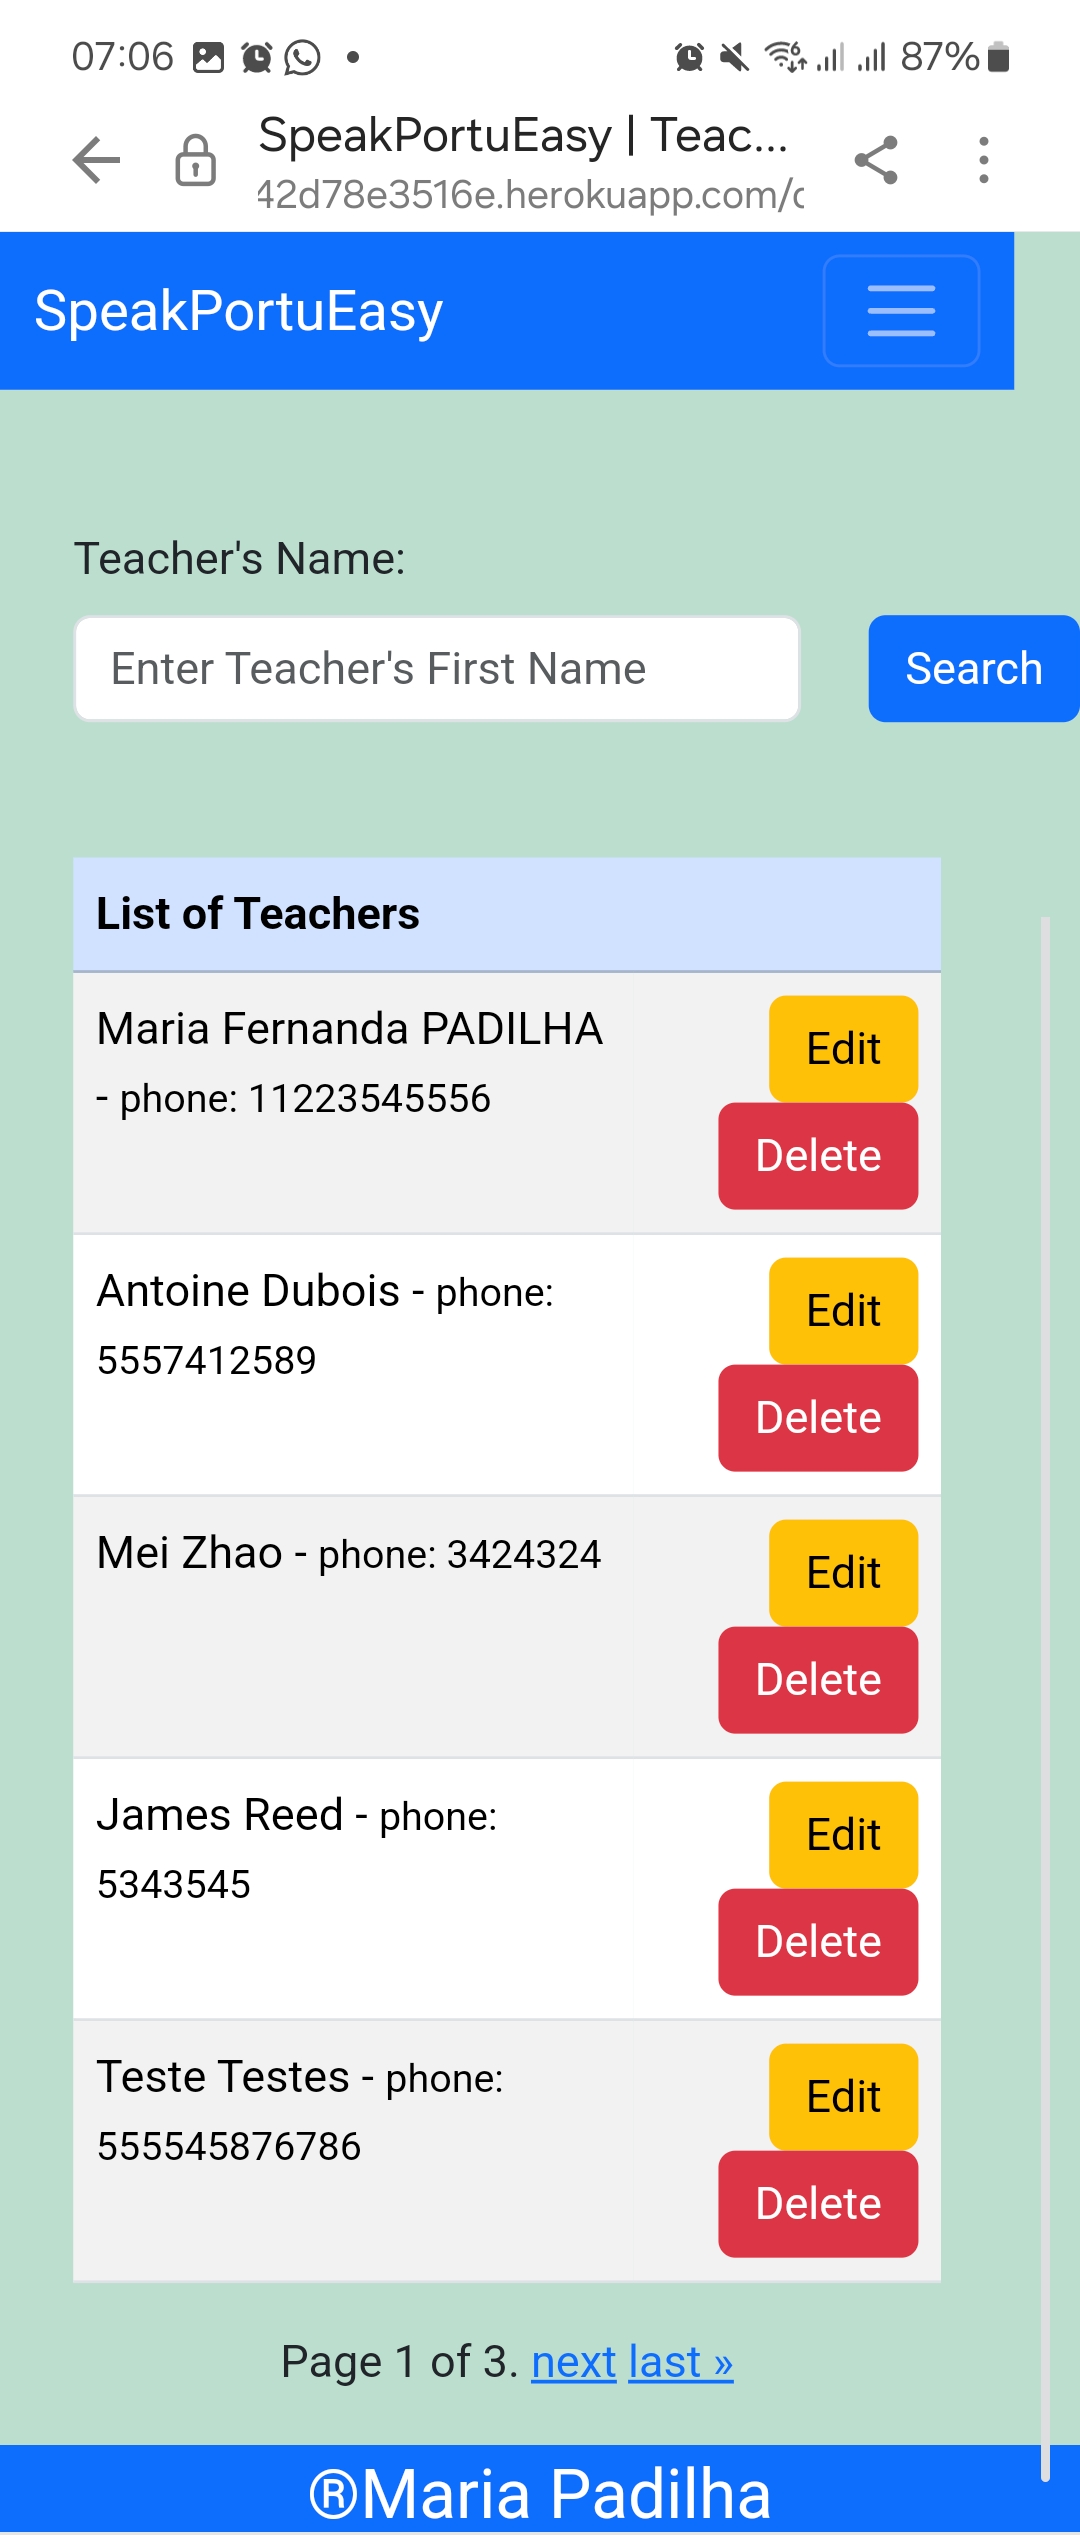 07:06
87%
SpeakPortuEasy | Teac...
42d78e3516e.herokuapp.com/
SpeakPortuEasy
Teacher's Name:
Enter Teacher's First Name
Search
List of Teachers
Maria Fernanda PADILHA
- phone: 11223545556
Edit
Delete
Antoine Dubois - phone:
5557412589
Edit
Delete
Mei Zhao - phone: 3424324
Edit
Delete
James Reed - phone:
5343545
Edit
Delete
Teste Testes - phone:
555545876786
Edit
Delete
Page 1 of 3. next last »
®Maria Padilha